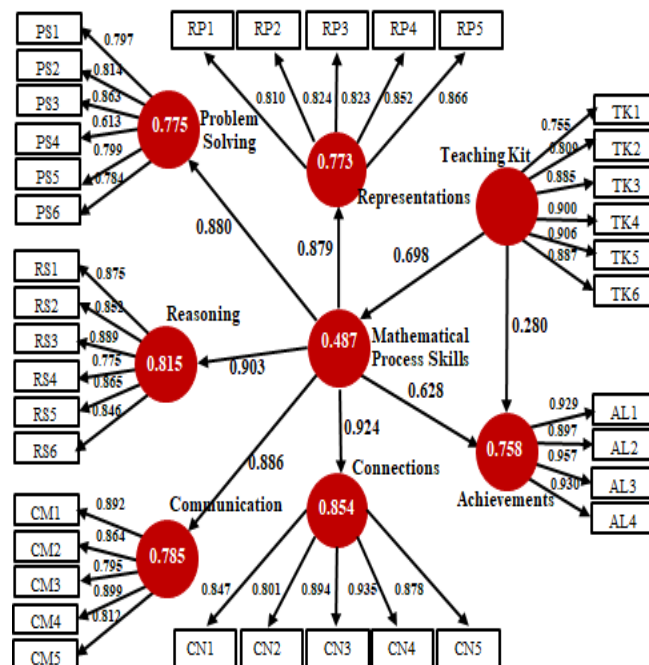 PS1
PS2
PS3
PS4
PS5
PS6
0.797
0.814
0.863
0.613
0.799
0.784
0.775
Problem
Solving
RP1
RP2
RP3
RP4
RP5
0.810
0.824
0.823
0.852
0.866
0.773
Representations
Teaching Kit
0.755
0.809
0.885
0.900
0.906
0.887
TK1
TK2
TK3
TK4
TK5
TK6
0.880
0.879
0.698
0.280
RS1
RS2
RS3
RS4
RS5
RS6
0.875
0.852
0.889
0.775
0.865
0.846
Reasoning
0.815
0.903
0.487
Mathematical
Process Skills
0.628
0.924
0.886
0.929
0.897
0.957
0.930
AL1
AL2
AL3
AL4
0.758
Achievements
Connections
0.854
Communication
0.785
CM1
CM2
CM3
CM4
CM5
0.892
0.864
0.795
0.899
0.812
0.847
0.801
0.894
0.935
0.878
CN1
CN2
CN3
CN4
CN5